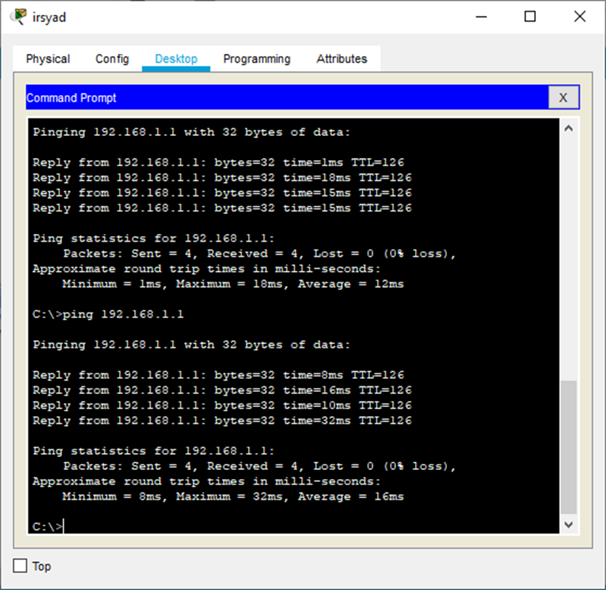 irsyad
Physical Config Desktop Programming Attributes
Command Prompt X
Pinging 192.168.1.1 with 32 bytes of data:
Reply from 192.168.1.1: bytes=32 time=1ms TTL=126
Reply from 192.168.1.1: bytes=32 time=18ms TTL=126
Reply from 192.168.1.1: bytes=32 time=15ms TTL=126
Reply from 192.168.1.1: bytes=32 time=15ms TTL=126
Ping statistics for 192.168.1.1:
Packets: Sent = 4, Received = 4, Lost = 0 (0% loss),
Approximate round trip times in milli-seconds:
Minimum = 1ms, Maximum = 18ms, Average = 12ms
C:\>ping 192.168.1.1
Pinging 192.168.1.1 with 32 bytes of data:
Reply from 192.168.1.1: bytes=32 time=8ms TTL=126
Reply from 192.168.1.1: bytes=32 time=16ms TTL=126
Reply from 192.168.1.1: bytes=32 time=10ms TTL=126
Reply from 192.168.1.1: bytes=32 time=32ms TTL=126
Ping statistics for 192.168.1.1:
Packets: Sent = 4, Received = 4, Lost = 0 (0% loss),
Approximate round trip times in milli-seconds:
Minimum = 8ms, Maximum = 32ms, Average = 16ms
C:\>
Top